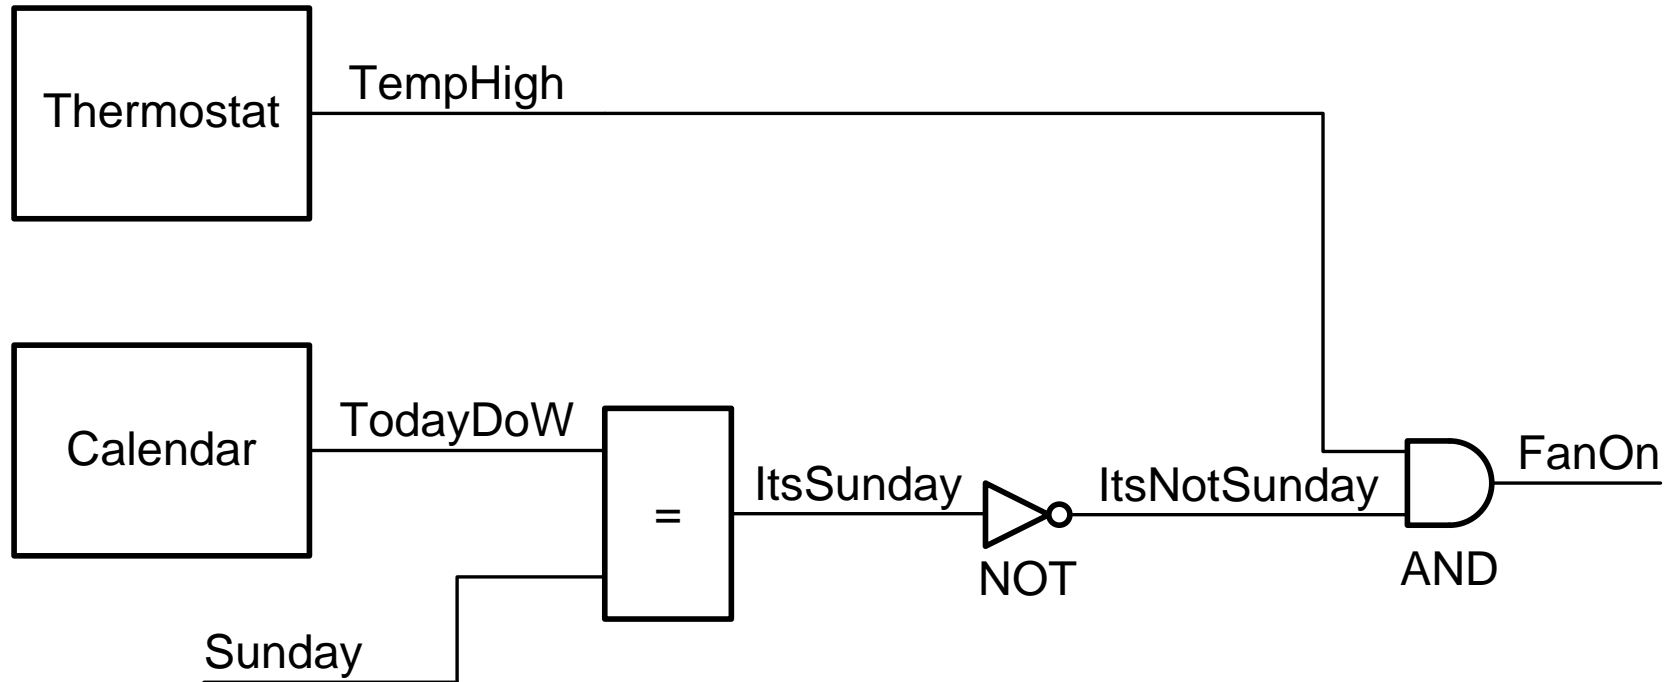 Thermostat
TempHigh
Calendar
TodayDoW
=
Sunday
ItsSunday
NOT
ItsNotSunday
AND
FanOn